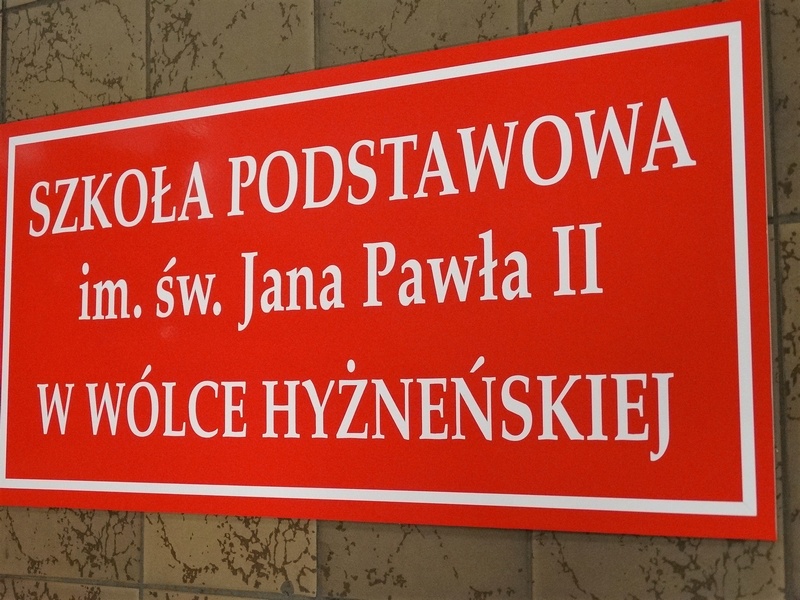 SZKOŁA PODSTAWOWA
im. św. Jana Pawła II
W WÓLCE HYŻNEŃSKIEJ